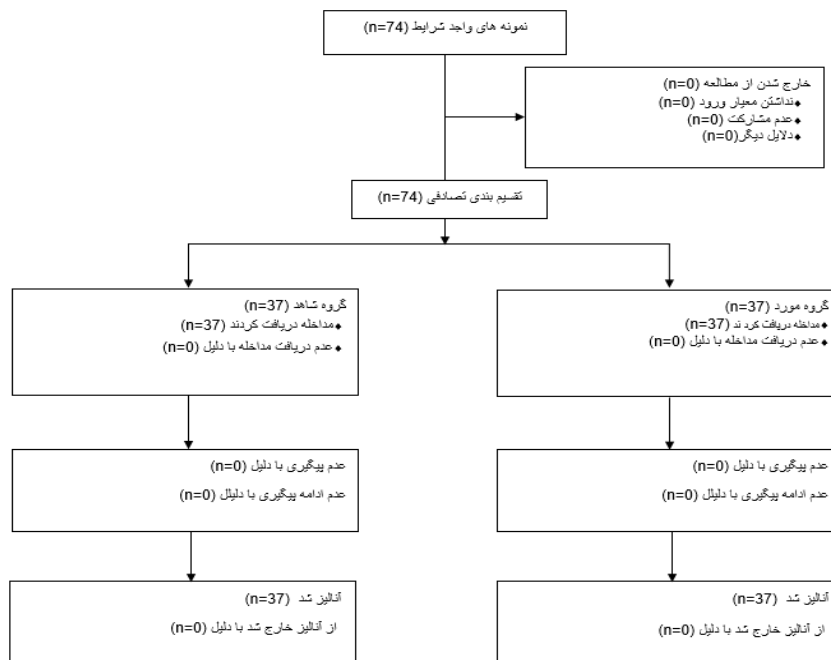 نمونه های واجد شرایط (n=74)
خارج شدن از مطالعه (n=0)
⬥نداشتن معیار ورود (n=0)
⬥عدم مشارکت (n=0)
⬥دلایل دیگر(n=0)
تقسیم بندی تصادفی (n=74)
گروه مورد (n=37)
⬥مداخله دریافت کرد ند (n=37)
⬥عدم دریافت مداخله با دلیل (n=0)
گروه شاهد (n=37)
⬥مداخله دریافت کردند (n=37)
⬥عدم دریافت مداخله با دلیل (n=0)
عدم پیگیری با دلیل (n=0)
عدم ادامه پیگیری با دلیلل (n=0)
عدم پیگیری با دلیل (n=0)
عدم ادامه پیگیری با دلیلل (n=0)
آنالیز شد (n=37)
از آنالیز خارج شد با دلیل (n=0)
آنالیز شد (n=37)
از آنالیز خارج شد با دلیل (n=0)